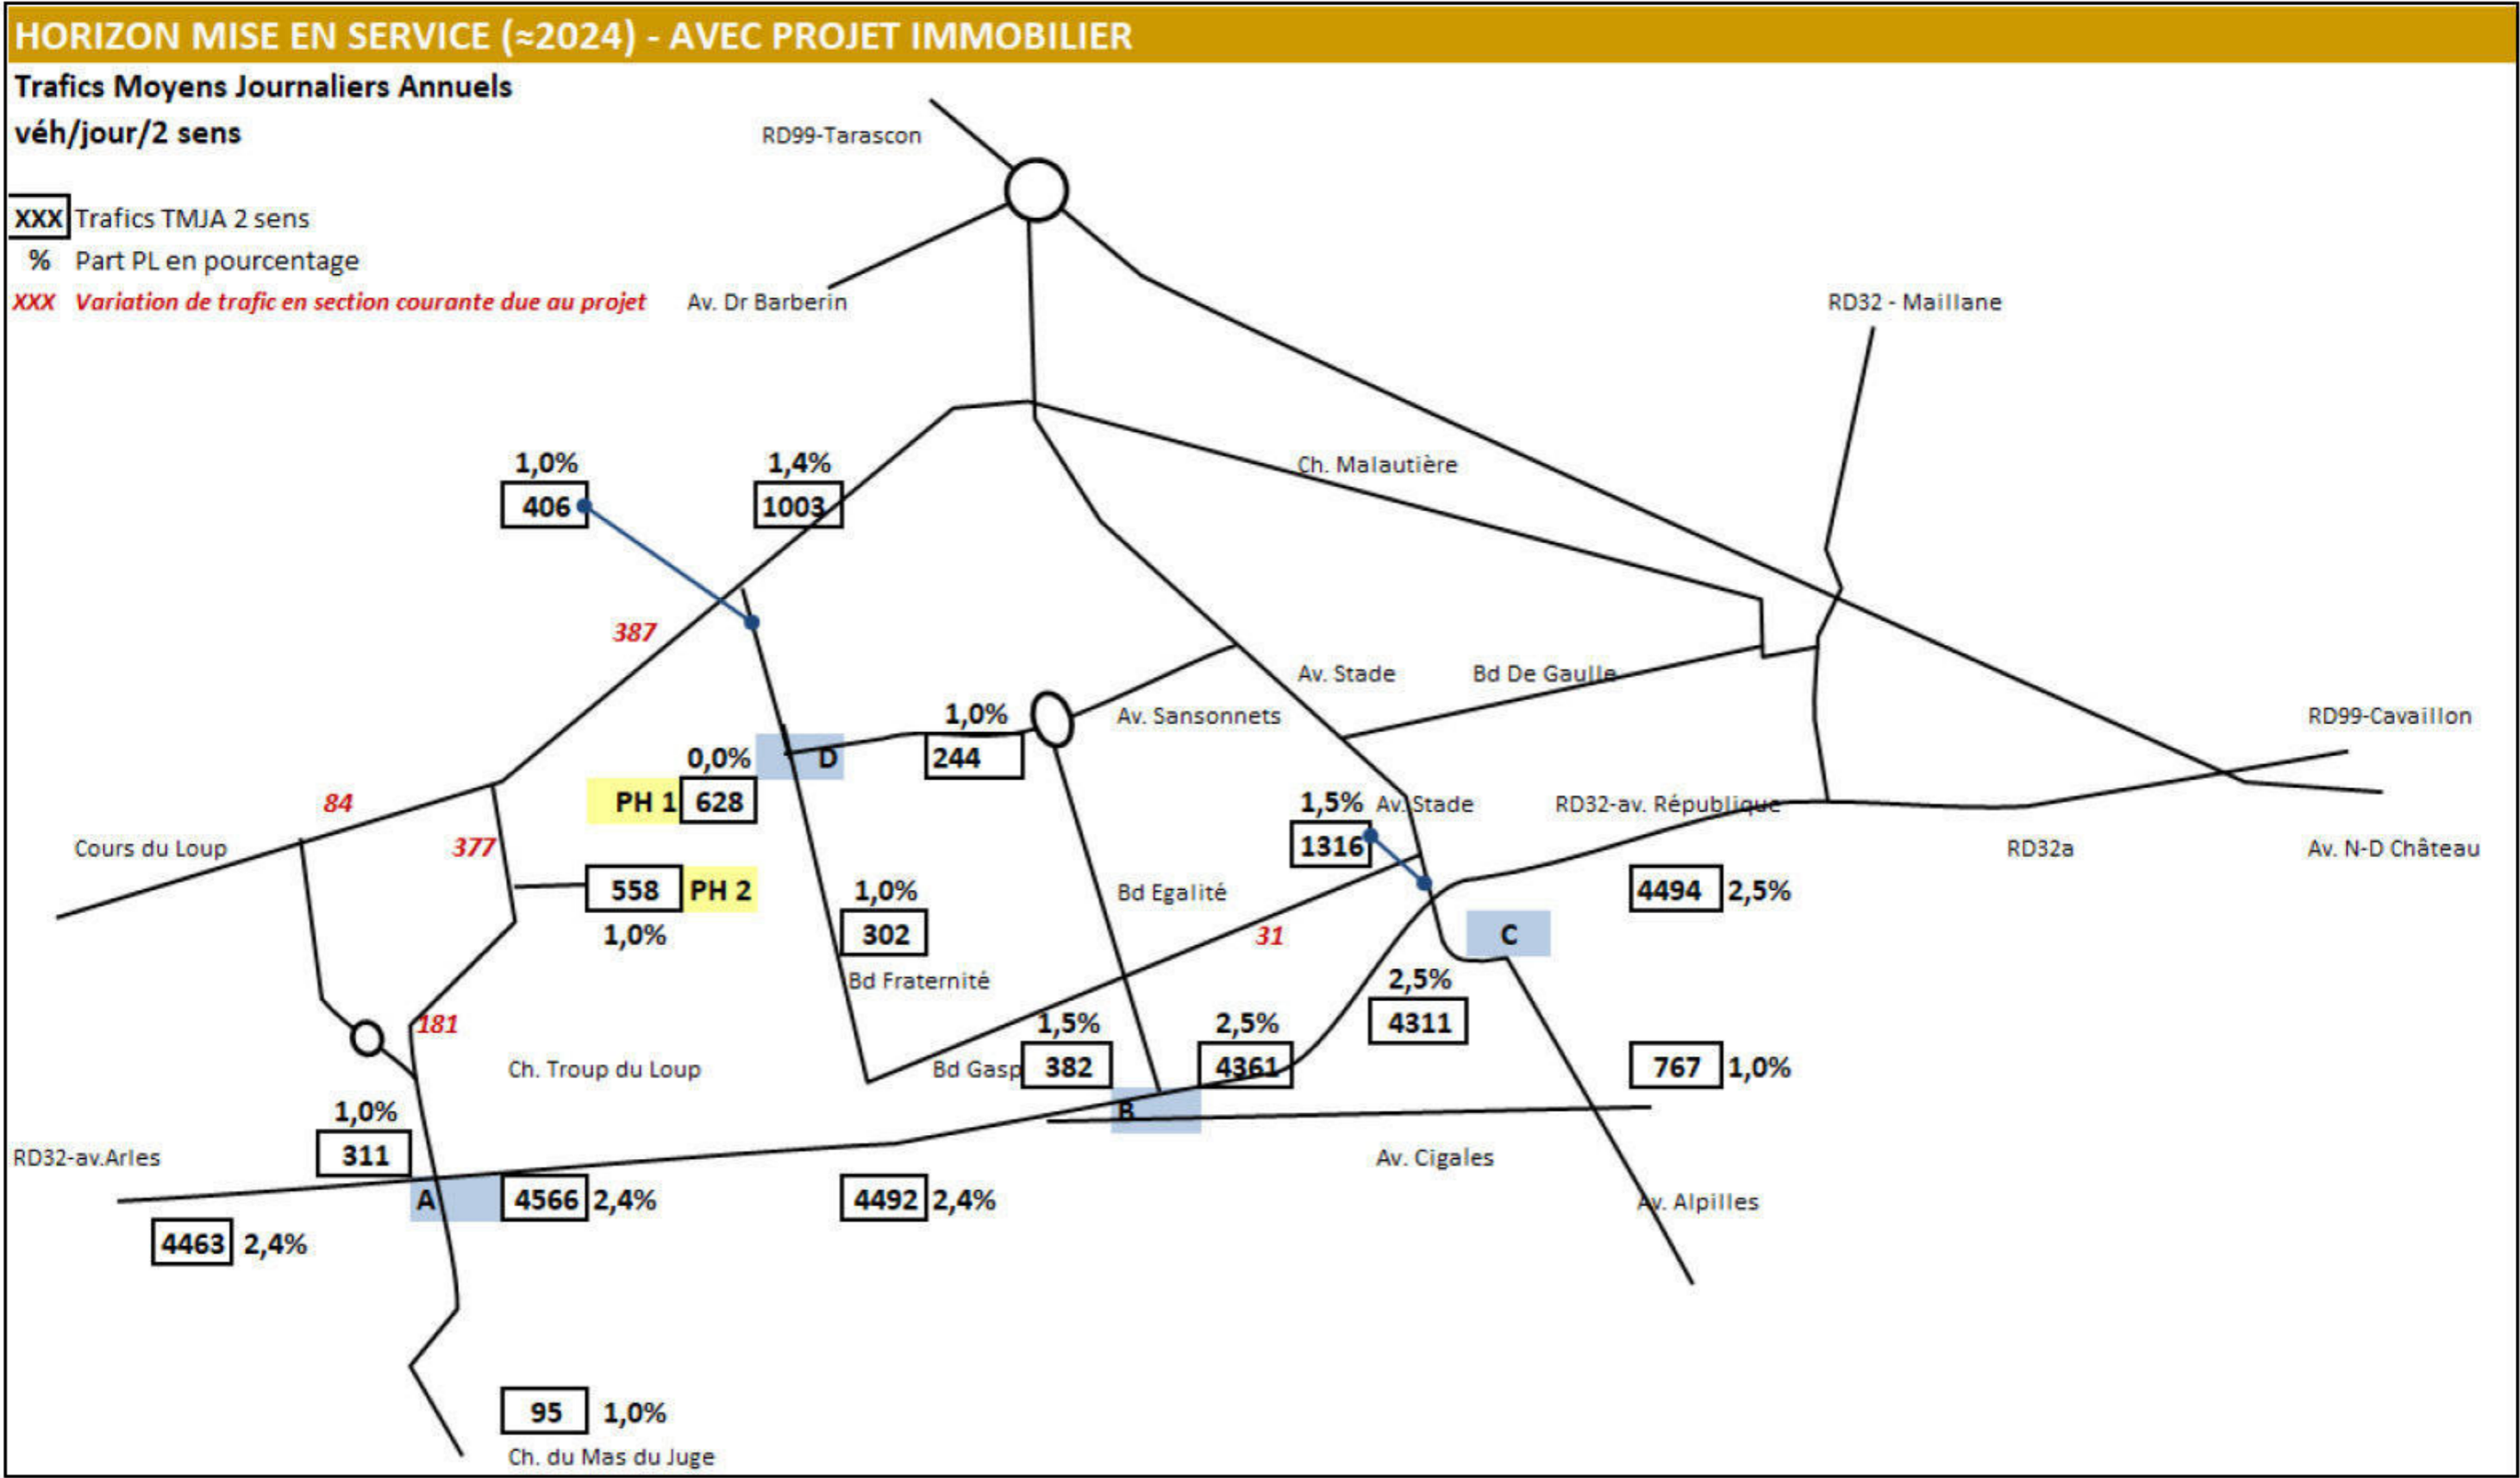 HORIZON MISE EN SERVICE (≈2024) - AVEC PROJET IMMOBILIER
Trafics Moyens Journaliers Annuels
véh/jour/2 sens
RD99-Tarascon
XXX Trafics TMJA 2 sens
% Part PL en pourcentage
XXX Variation de trafic en section courante due au projet
Av. Dr Barberin
RD32 - Maillane
1,0%
1,4%
Ch. Malautière
406
1003
387
Av. Stade
Bd De Gaulle
1,0%
Av. Sansonnets
RD99-Cavaillon
0,0%
D
244
84
PH 1
628
1,5%
Av. Stade
RD32-av. République
Cours du Loup
377
1316
RD32a
Av. N-D Château
558
PH 2
1,0%
Bd Egalité
4494
2,5%
1,0%
302
31
C
Bd Fraternité
2,5%
181
1,5%
2,5%
4311
Ch. Troup du Loup
Bd Gasp
382
4361
767
1,0%
1,0%
B
RD32-av.Arles
311
Av. Cigales
A
4566
2,4%
4492
2,4%
Av. Alpilles
4463
2,4%
95
1,0%
Ch. du Mas du Juge